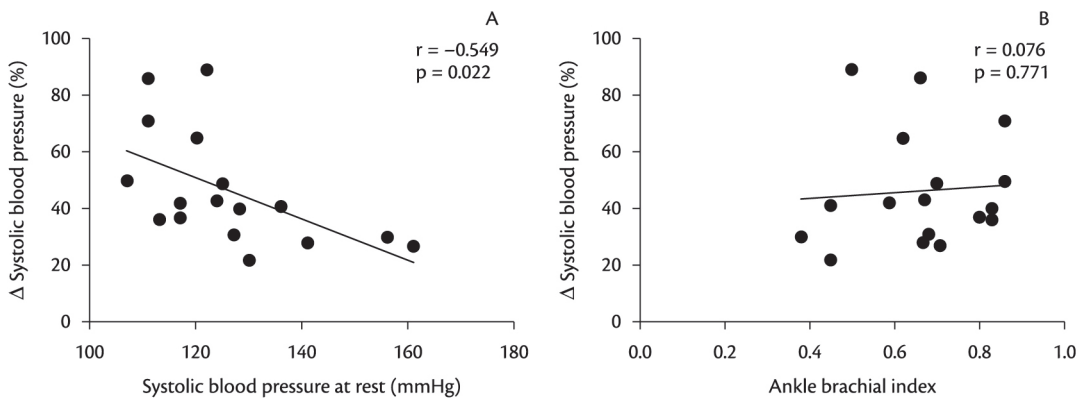 A
r = −0.549
p = 0.022
Δ Systolic blood pressure (%)
100
80
60
40
20
0
100 120 140 160 180
Systolic blood pressure at rest (mmHg)
B
r = 0.076
p = 0.771
Δ Systolic blood pressure (%)
100
80
60
40
20
0
0.0 0.2 0.4 0.6 0.8 1.0
Ankle brachial index